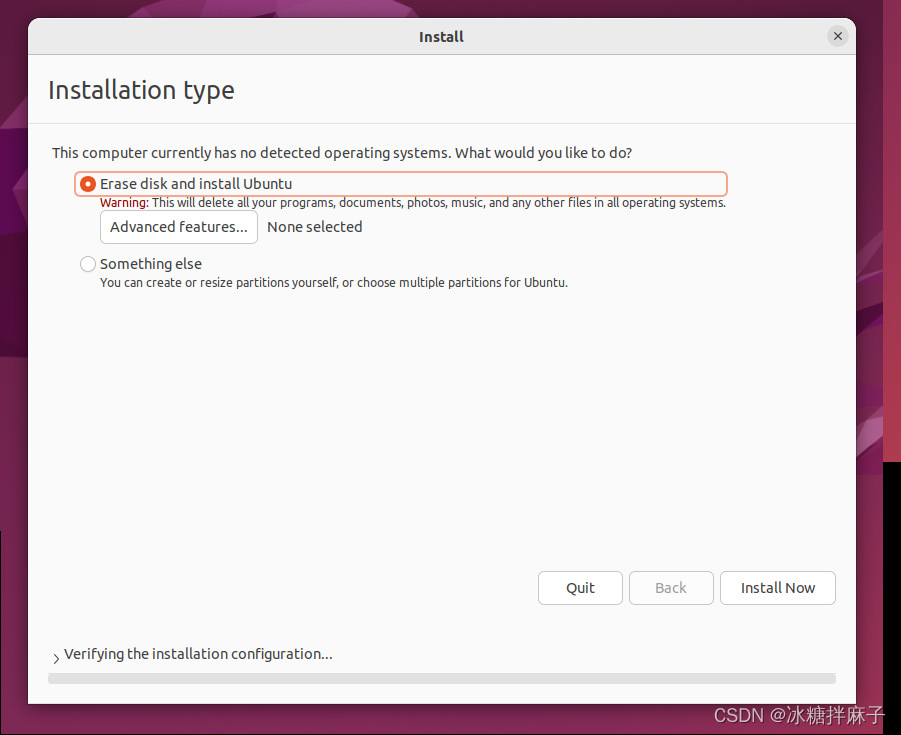 Install
Installation type
This computer currently has no detected operating systems. What would you like to do?
Erase disk and install Ubuntu
Warning: This will delete all your programs, documents, photos, music, and any other files in all operating systems.
Advanced features... None selected
Something else
You can create or resize partitions yourself, or choose multiple partitions for Ubuntu.
Quit Back Install Now
Verifying the installation configuration...
CSDN @冰糖拌麻子